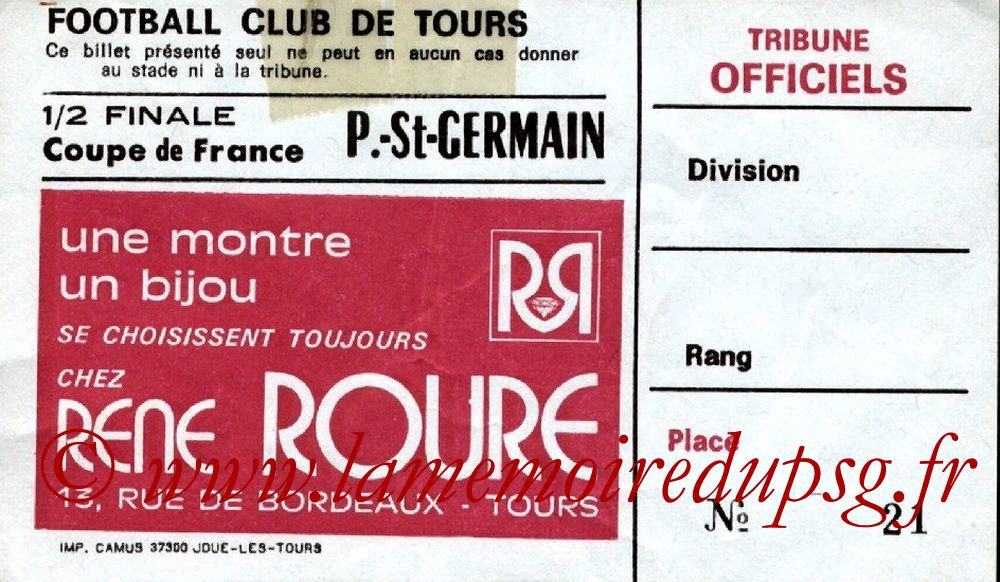 FOOTBALL CLUB DE TOURS
Ce billet présenté seul ne peut en aucun cas donner
au stade ni à la tribune.
1/2 FINALE
Coupe de France
P.-St-GERMAIN
une montre
un bijou
SE CHOISISSENT TOUJOURS
CHEZ
RENE ROURE
13, RUE DE BORDEAUX - TOURS
IMP. CAMUS 37300 JOUE-LES-TOURS
TRIBUNE
OFFICIELS
Division
Rang
Place
Nº 21
© www.lamemoiredupsg.fr